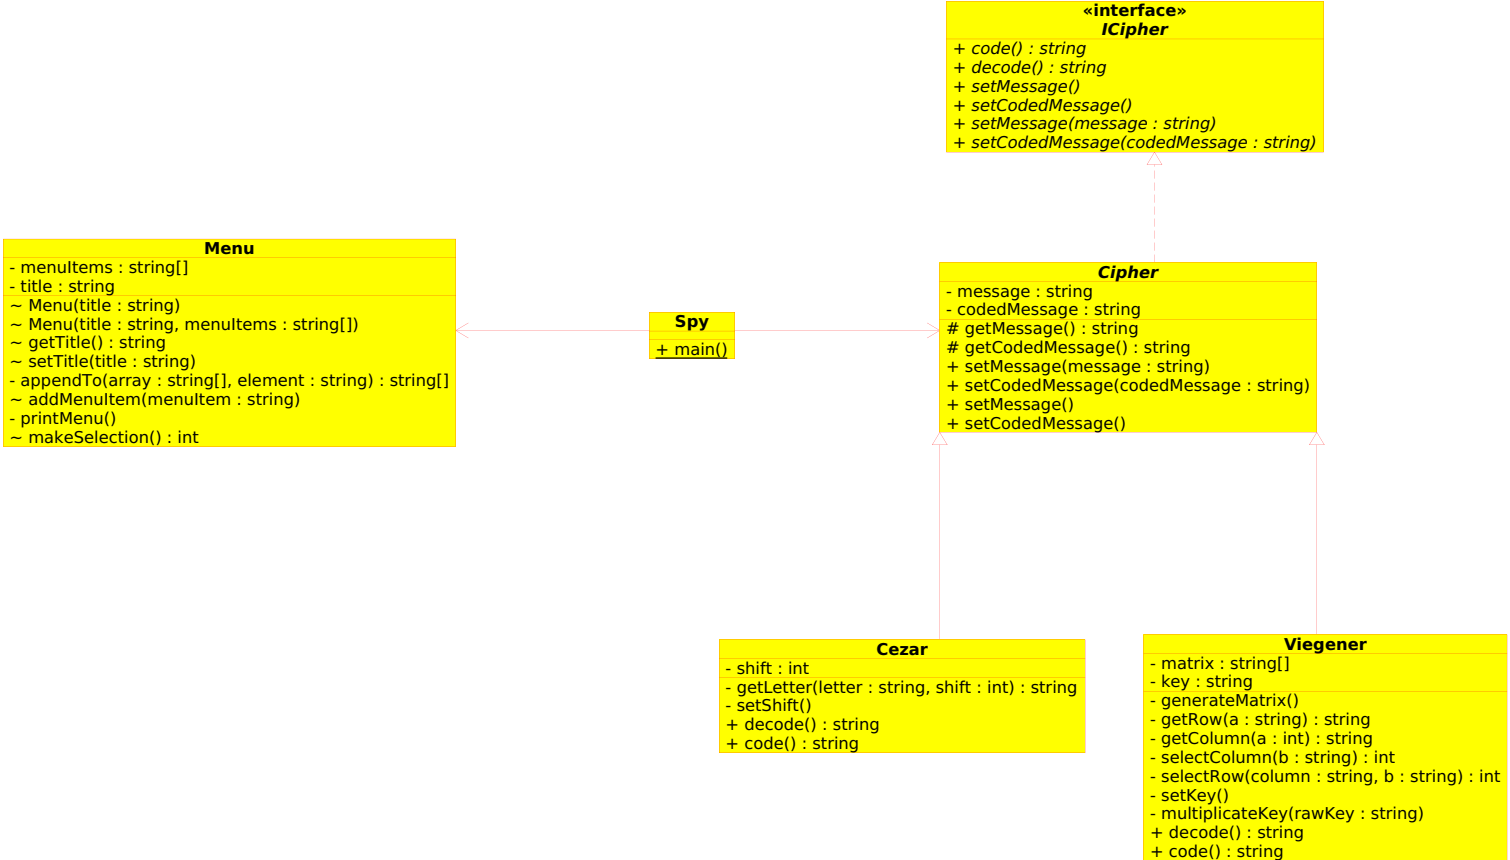 «interface»
ICipher
+ code() : string
+ decode() : string
+ setMessage()
+ setCodedMessage()
+ setMessage(message : string)
+ setCodedMessage(codedMessage : string)
Menu
- menuItems : string[]
- title : string
~ Menu(title : string)
~ Menu(title : string, menuItems : string[])
~ getTitle() : string
~ setTitle(title : string)
- appendTo(array : string[], element : string) : string[]
~ addMenuItem(menuItem : string)
- printMenu()
~ makeSelection() : int
Spy
+ main()
Cipher
- message : string
- codedMessage : string
# getMessage() : string
# getCodedMessage() : string
+ setMessage(message : string)
+ setCodedMessage(codedMessage : string)
+ setMessage()
+ setCodedMessage()
Cezar
- shift : int
- getLetter(letter : string, shift : int) : string
- setShift()
+ decode() : string
+ code() : string
Viegener
- matrix : string[]
- key : string
- generateMatrix()
- getRow(a : string) : string
- getColumn(a : int) : string
- selectColumn(b : string) : int
- selectRow(column : string, b : string) : int
- setKey()
- multiplicateKey(rawKey : string)
+ decode() : string
+ code() : string